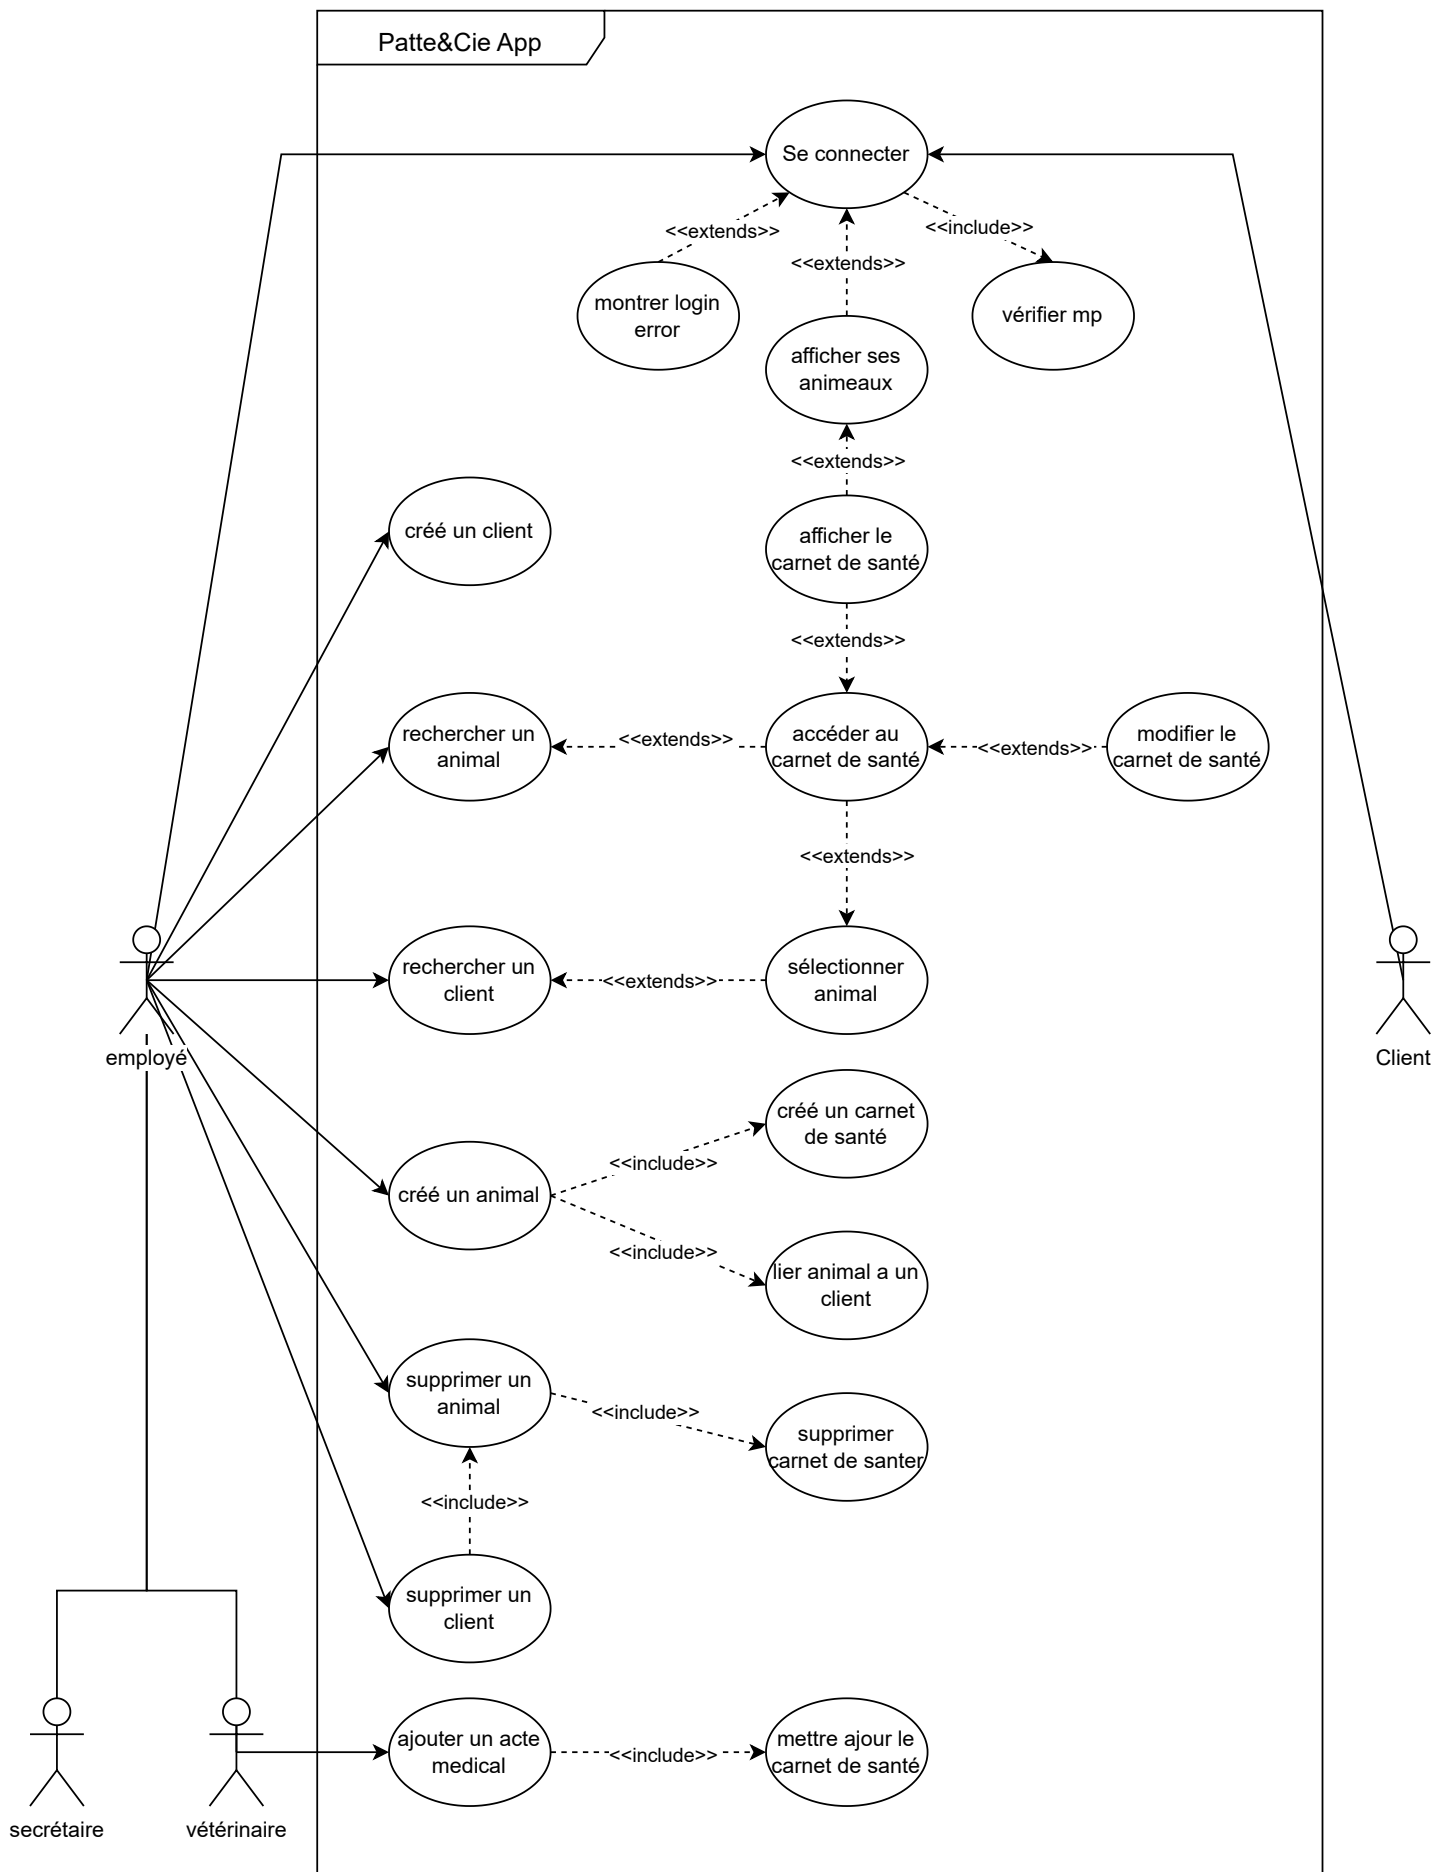 Patte&Cie App
Se connecter
<<extends>>
<<include>>
<<extends>>
montrer login
error
vérifier mp
afficher ses
animeaux
<<extends>>
créé un client
afficher le
carnet de santé
<<extends>>
rechercher un
animal
<<extends>>
accéder au
carnet de santé
<<extends>>
modifier le
carnet de santé
<<extends>>
rechercher un
client
<<extends>>
sélectionner
animal
employé
Client
créé un carnet
de santé
<<include>>
créé un animal
<<include>>
lier animal a un
client
supprimer un
animal
<<include>>
supprimer
carnet de santer
<<include>>
supprimer un
client
ajouter un acte
medical
<<include>>
mettre ajour le
carnet de santé
secrétaire
vétérinaire